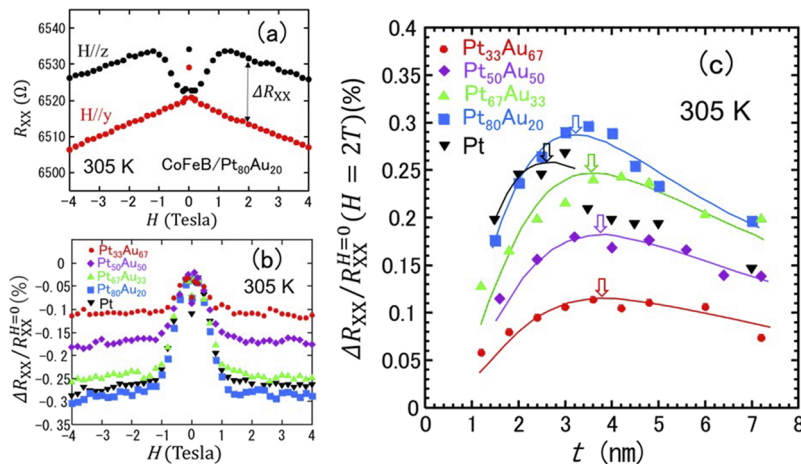 (a)
H//z
H//y
ΔR_XX
305 K
CoFeB/Pt80Au20
R_XX (Ω)
6540
6530
6520
6510
6500
-4 -3 -2 -1 0 1 2 3 4
H (Tesla)
(b)
Pt33Au67
Pt50Au50
Pt67Au33
Pt80Au20
Pt
305 K
ΔR_XX/R_XX^{H=0}(%)
0
-0.05
-0.1
-0.15
-0.20
-0.25
-0.3
-0.35
-4 -3 -2 -1 0 1 2 3 4
H (Tesla)
(c)
Pt33Au67
Pt50Au50
Pt67Au33
Pt80Au20
Pt
305 K
ΔR_XX/R_XX^{H=0}(H = 2T)(%)
0.4
0.35
0.3
0.25
0.2
0.15
0.1
0.05
0
0 1 2 3 4 5 6 7 8
t (nm)